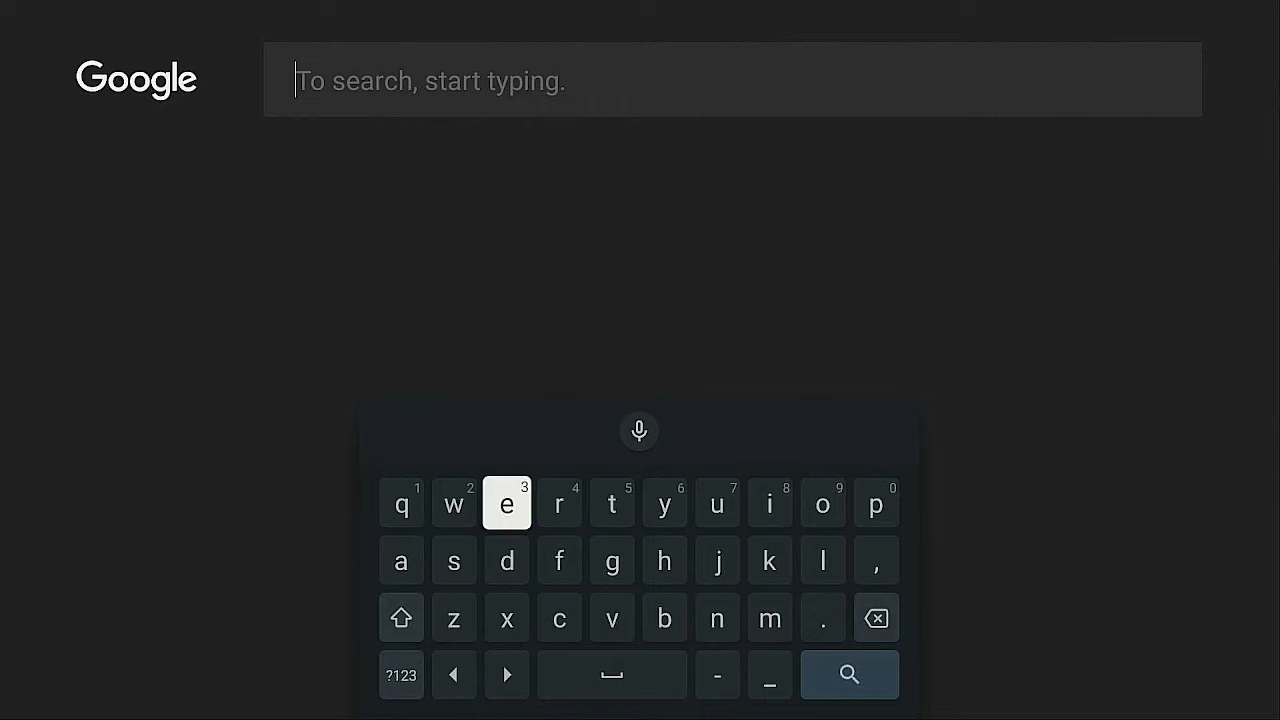 Google
To search, start typing.
q1 w2 e3 r4 t5 y6 u7 i8 o9 p0
a s d f g h j k l ,
z x c v b n m .
?123 - _